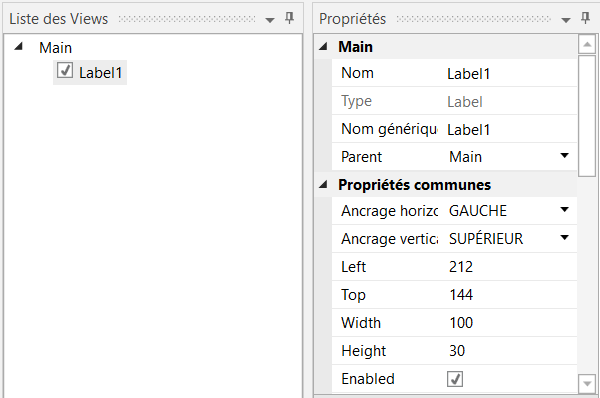 Liste des Views
Main
Label1
Propriétés
Main
Nom Label1
Type Label
Nom génériqu Label1
Parent Main
Propriétés communes
Ancrage horizo GAUCHE
Ancrage vertica SUPÉRIEUR
Left 212
Top 144
Width 100
Height 30
Enabled